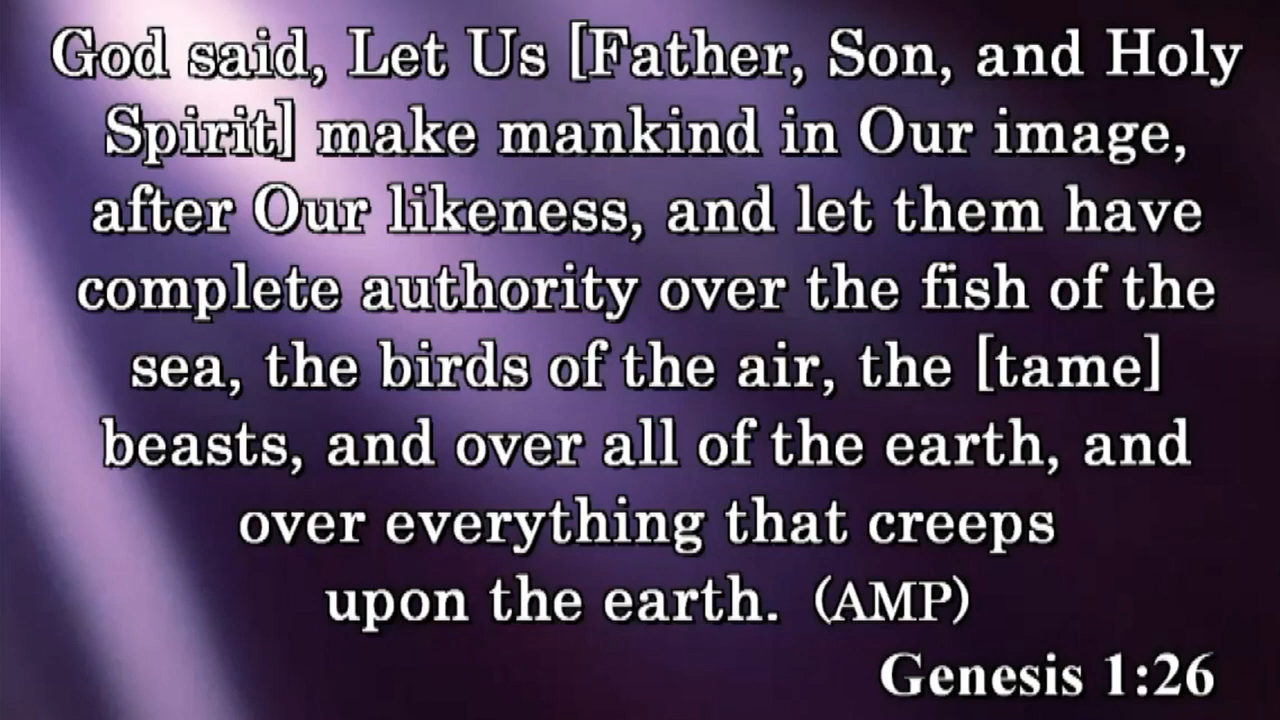 God said, Let Us [Father, Son, and Holy
Spirit] make mankind in Our image,
after Our likeness, and let them have
complete authority over the fish of the
sea, the birds of the air, the [tame]
beasts, and over all of the earth, and
over everything that creeps
upon the earth. (AMP)
Genesis 1:26